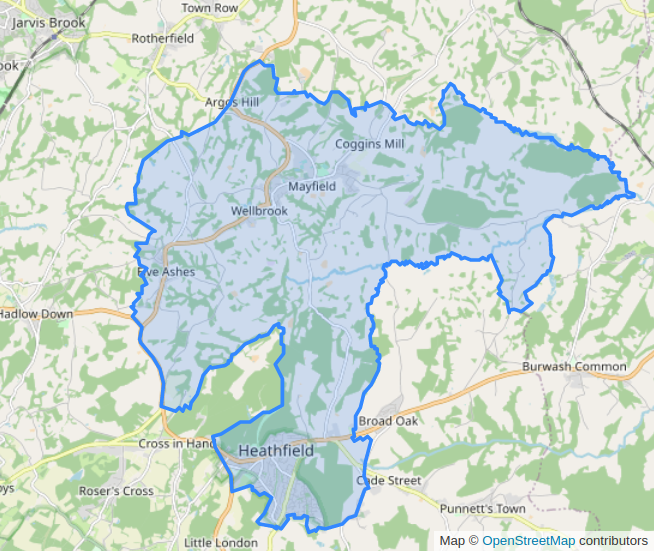 Town Row
Jarvis Brook
Rotherfield
ook
Argos Hill
Coggins Mill
Mayfield
Wellbrook
Five Ashes
Hadlow Down
Burwash Common
Broad Oak
Cross in Hand
Heathfield
Cade Street
oys
Roser's Cross
Punnett's Town
Little London
Map © OpenStreetMap contributors